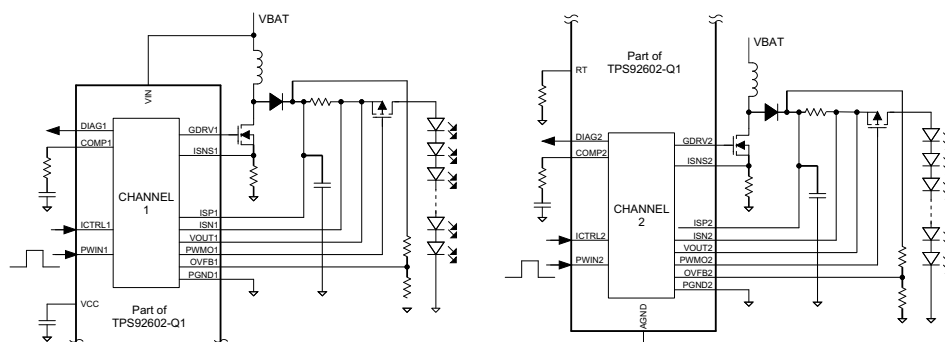 VBAT
VIN
DIAG1
COMP1
GDRV1
ISNS1
CHANNEL
1
ISP1
ICTRL1
ISN1
VOUT1
PWIN1
PWMO1
OVFB1
PGND1
VCC
Part of
TPS92602-Q1
Part of
TPS92602-Q1
VBAT
RT
DIAG2
COMP2
GDRV2
ISNS2
CHANNEL
2
ISP2
ICTRL2
ISN2
VOUT2
PWIN2
PWMO2
OVFB2
PGND2
AGND